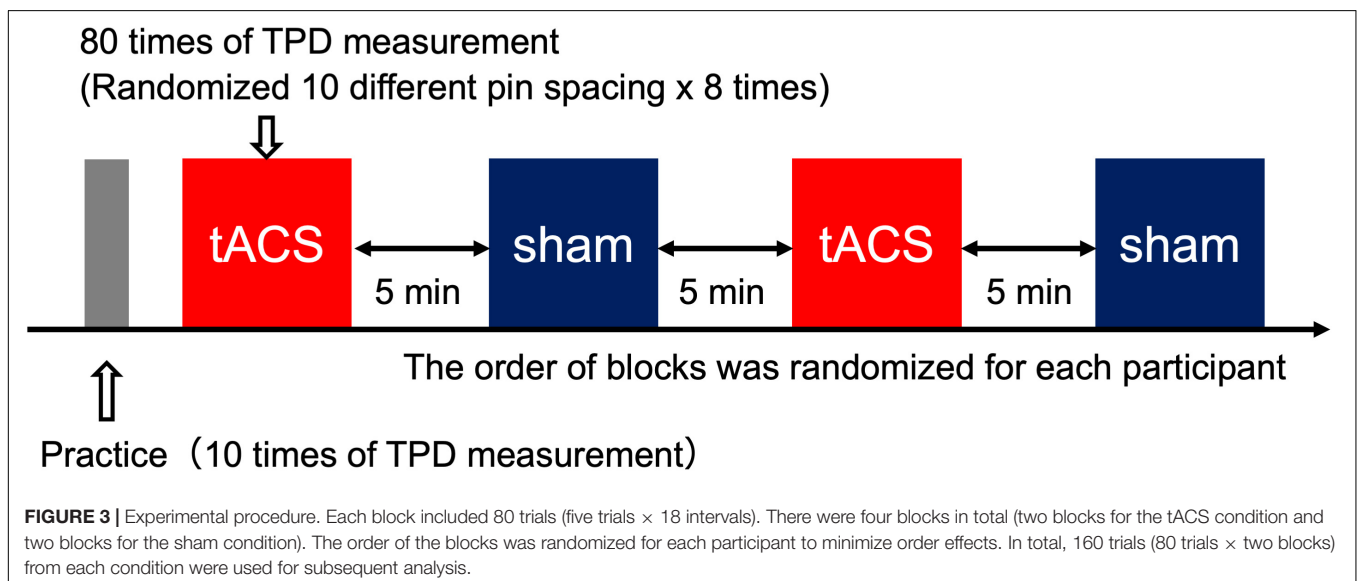 80 times of TPD measurement
(Randomized 10 different pin spacing x 8 times)
tACS
sham
tACS
sham
5 min
5 min
5 min
The order of blocks was randomized for each participant
Practice（10 times of TPD measurement）
FIGURE 3 | Experimental procedure. Each block included 80 trials (five trials × 18 intervals). There were four blocks in total (two blocks for the tACS condition and
two blocks for the sham condition). The order of the blocks was randomized for each participant to minimize order effects. In total, 160 trials (80 trials × two blocks)
from each condition were used for subsequent analysis.